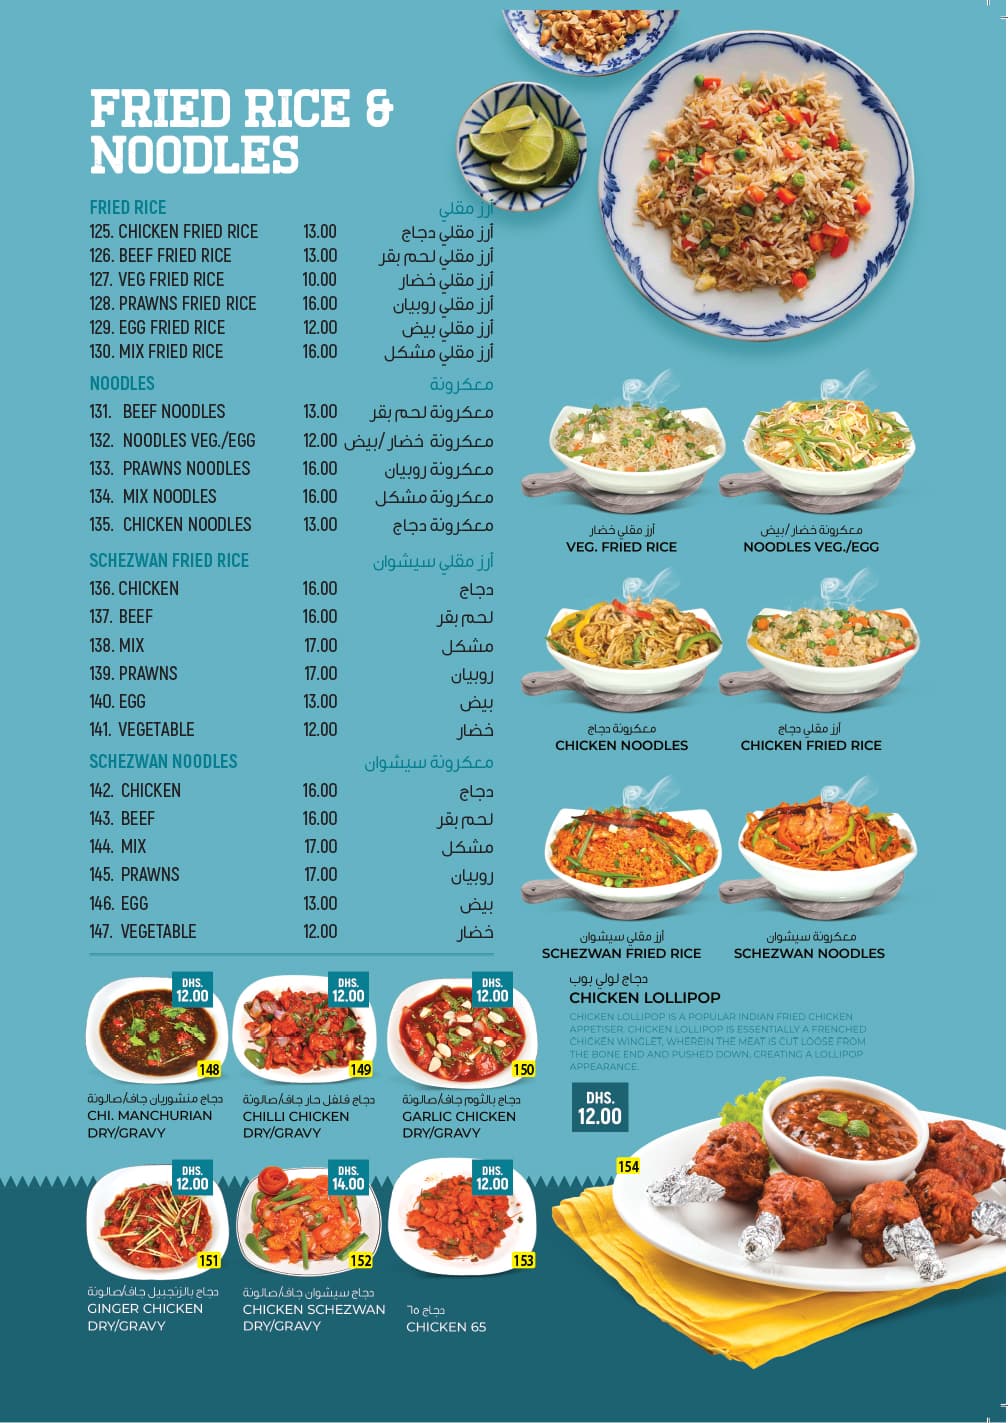 FRIED RICE &
NOODLES
FRIED RICE أرز مقلي
125. CHICKEN FRIED RICE 13.00 أرز مقلي دجاج
126. BEEF FRIED RICE 13.00 أرز مقلي لحم بقر
127. VEG FRIED RICE 10.00 أرز مقلي خضار
128. PRAWNS FRIED RICE 16.00 أرز مقلي روبيان
129. EGG FRIED RICE 12.00 أرز مقلي بيض
130. MIX FRIED RICE 16.00 أرز مقلي مشكل
NOODLES معكرونة
131. BEEF NOODLES 13.00 معكرونة لحم بقر
132. NOODLES VEG./EGG 12.00 معكرونة خضار /بيض
133. PRAWNS NOODLES 16.00 معكرونة روبيان
134. MIX NOODLES 16.00 معكرونة مشكل
135. CHICKEN NOODLES 13.00 معكرونة دجاج
SCHEZWAN FRIED RICE أرز مقلي سيشوان
136. CHICKEN 16.00 دجاج
137. BEEF 16.00 لحم بقر
138. MIX 17.00 مشكل
139. PRAWNS 17.00 روبيان
140. EGG 13.00 بيض
141. VEGETABLE 12.00 خضار
SCHEZWAN NOODLES معكرونة سيشوان
142. CHICKEN 16.00 دجاج
143. BEEF 16.00 لحم بقر
144. MIX 17.00 مشكل
145. PRAWNS 17.00 روبيان
146. EGG 13.00 بيض
147. VEGETABLE 12.00 خضار
أرز مقلي خضار
VEG. FRIED RICE
معكرونة خضار /بيض
NOODLES VEG./EGG
معكرونة دجاج
CHICKEN NOODLES
أرز مقلي دجاج
CHICKEN FRIED RICE
أرز مقلي سيشوان
SCHEZWAN FRIED RICE
معكرونة سيشوان
SCHEZWAN NOODLES
DHS.
12.00
148
دجاج منشوريان جاف/صالونة
CHI. MANCHURIAN
DRY/GRAVY
DHS.
12.00
149
دجاج فلفل حار جاف/صالونة
CHILLI CHICKEN
DRY/GRAVY
DHS.
12.00
150
دجاج بالثوم جاف/صالونة
GARLIC CHICKEN
DRY/GRAVY
DHS.
12.00
151
دجاج بالزنجبيل جاف/صالونة
GINGER CHICKEN
DRY/GRAVY
DHS.
14.00
152
دجاج سيشوان جاف/صالونة
CHICKEN SCHEZWAN
DRY/GRAVY
DHS.
12.00
153
دجاج ٦٥
CHICKEN 65
دجاج لولي بوب
CHICKEN LOLLIPOP
CHICKEN LOLLIPOP IS A POPULAR INDIAN FRIED CHICKEN
APPETISER. CHICKEN LOLLIPOP IS ESSENTIALLY A FRENCHED
CHICKEN WINGLET, WHEREIN THE MEAT IS CUT LOOSE FROM
THE BONE END AND PUSHED DOWN, CREATING A LOLLIPOP
APPEARANCE.
DHS.
12.00
154